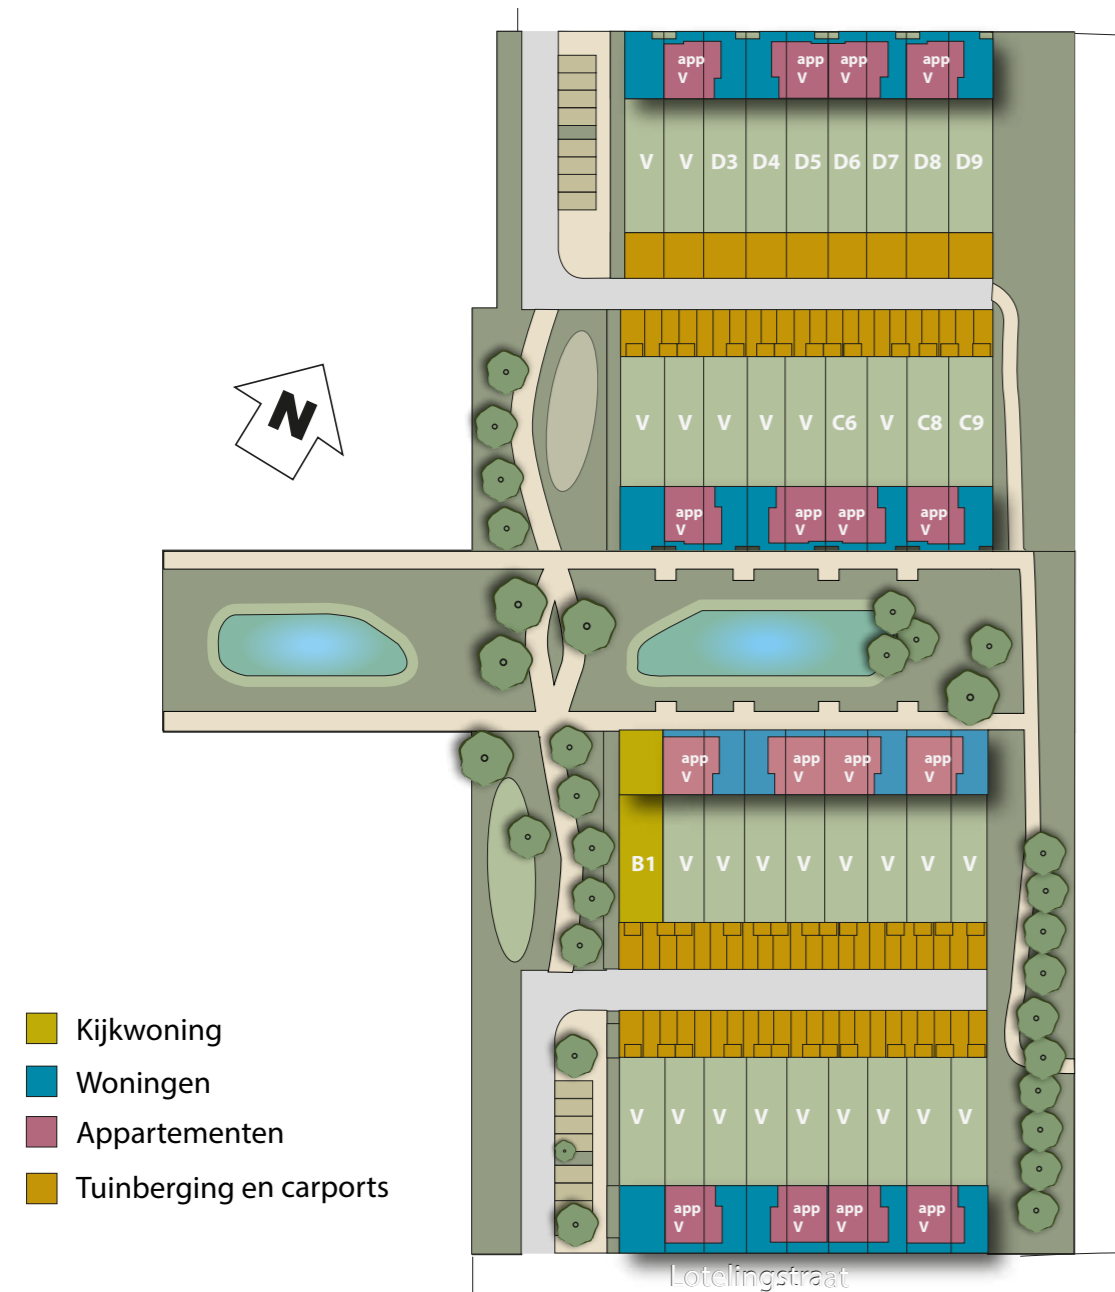 app app app app
V V V V
V V D3 D4 D5 D6 D7 D8 D9
N
V V V V V C6 V C8 C9
app app app app
V V V V
app app app app
V V V V
B1 V V V V V V V V
Kijkwoning
Woningen
Appartementen
Tuinberging en carports
V V V V V V V V V
app app app app
V V V V
Lotelingstraat